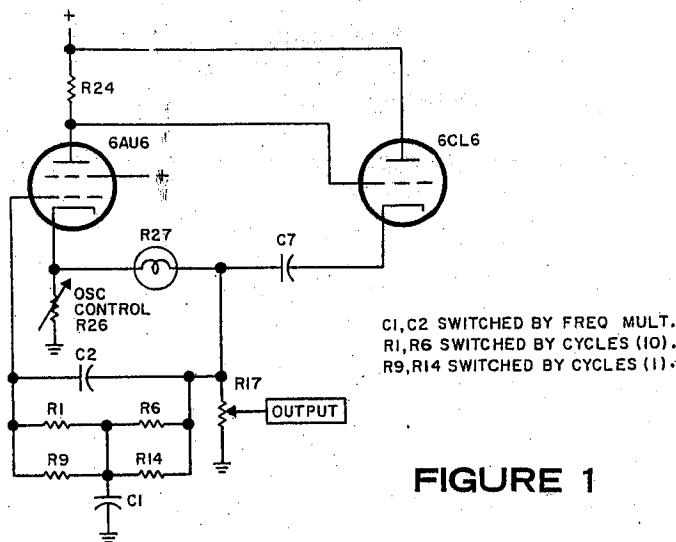 +
R24
6AU6
6CL6
+
R27
C7
OSC
CONTROL
R26
C1,C2 SWITCHED BY FREQ MULT.
R1,R6 SWITCHED BY CYCLES (10).
R9,R14 SWITCHED BY CYCLES (1).
C2
R17
OUTPUT
R1
R6
R9
R14
C1
FIGURE 1